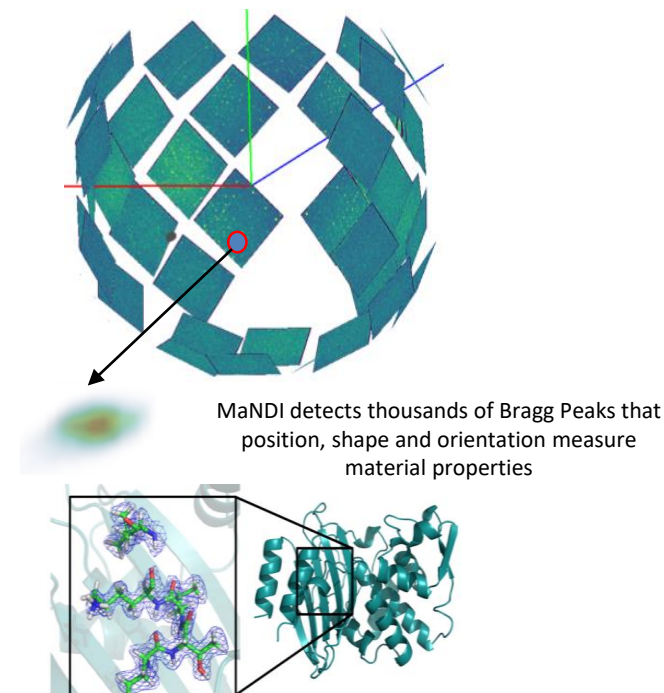 MaNDI detects thousands of Bragg Peaks that
position, shape and orientation measure
material properties